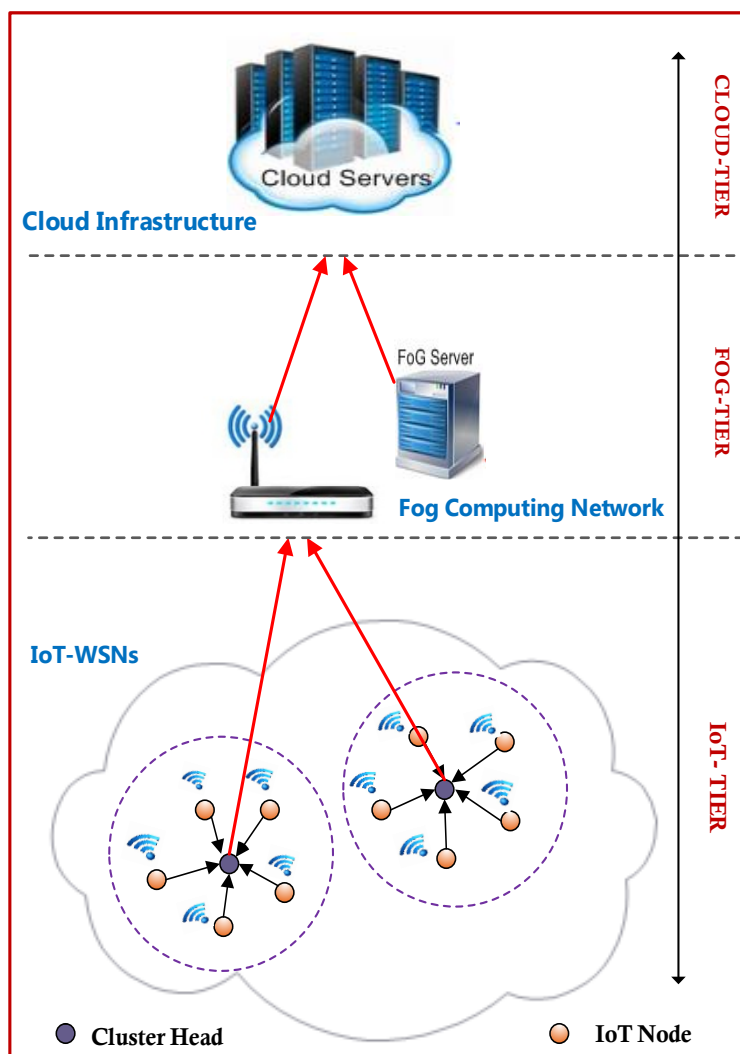 Cloud Servers
Cloud Infrastructure
CLOUD-TIER
FoG Server
Fog Computing Network
FOG-TIER
IoT-WSNs
IoT- TIER
Cluster Head
IoT Node